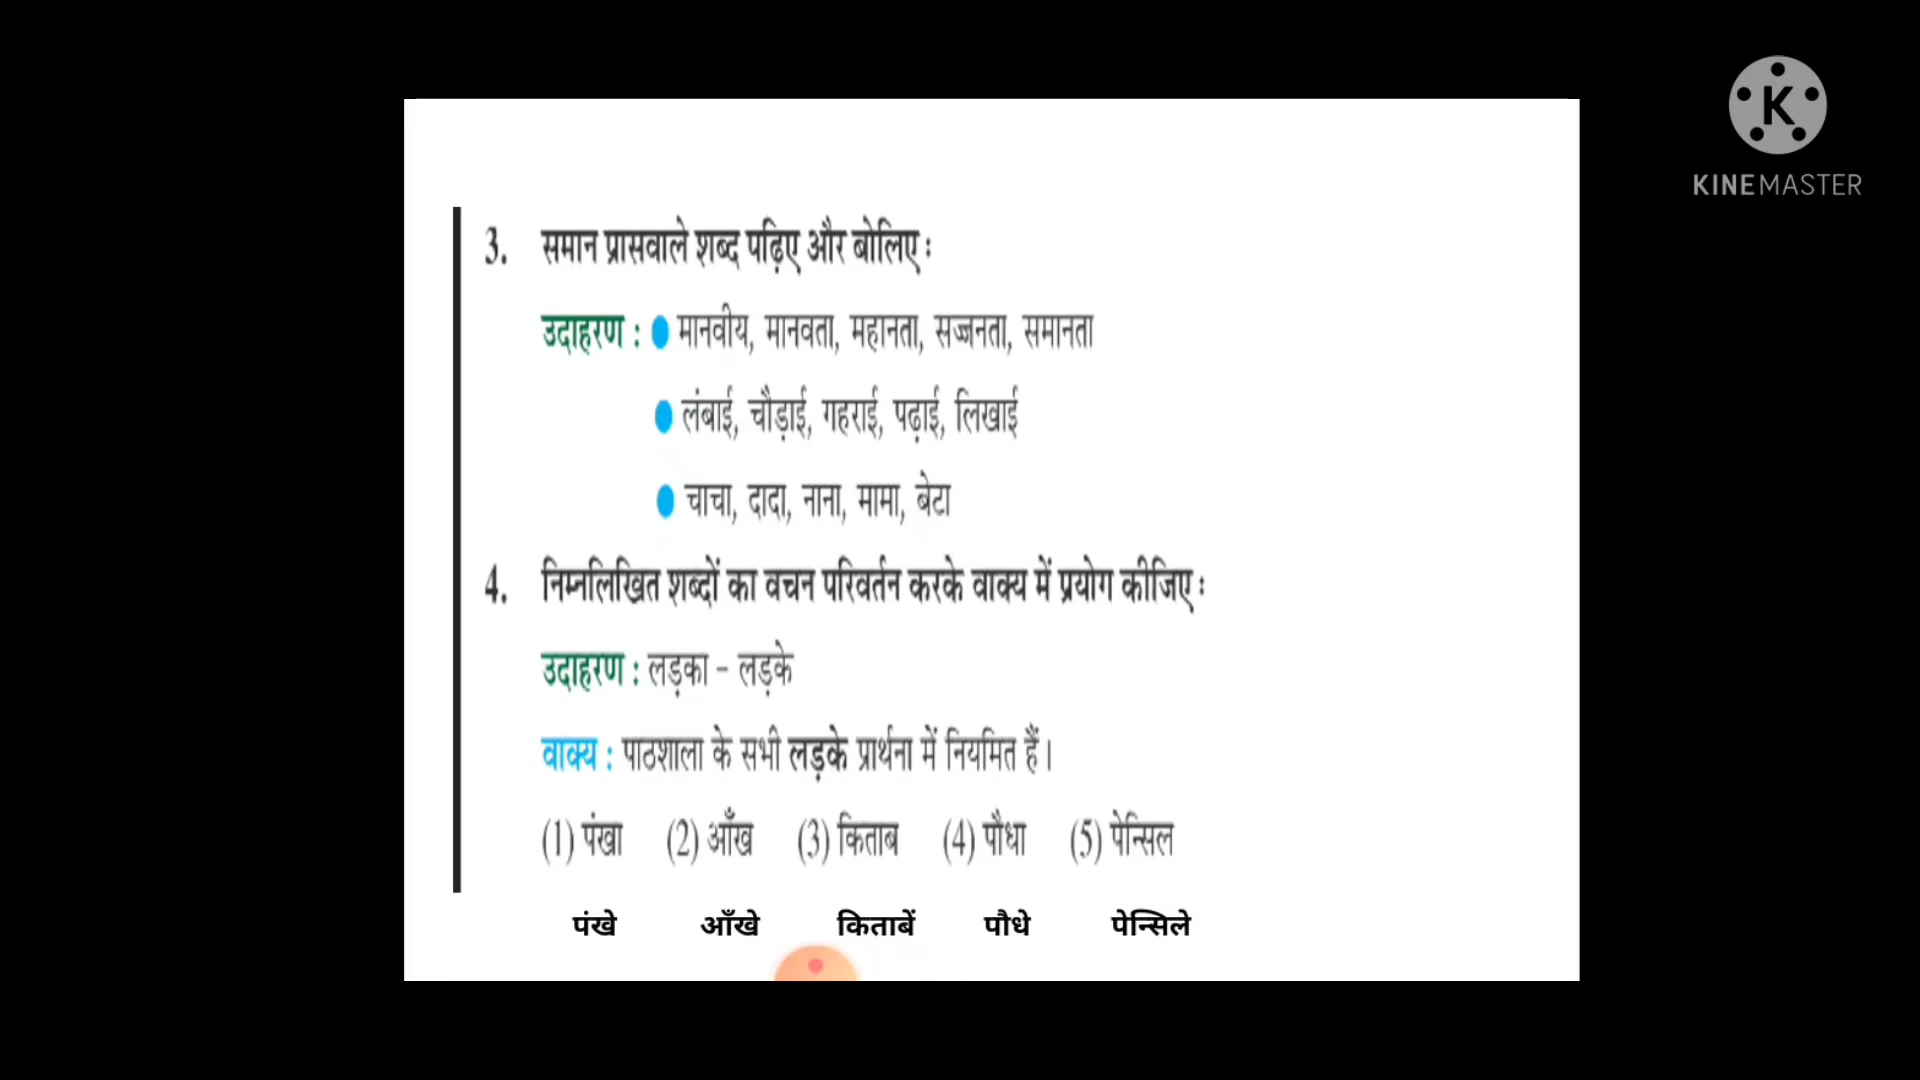 KINEMASTER
3. समान प्रासवाले शब्द पढ़िए और बोलिए :
उदाहरण : ● मानवीय, मानवता, महानता, सज्जनता, समानता
● लंबाई, चौड़ाई, गहराई, पढ़ाई, लिखाई
● चाचा, दादा, नाना, मामा, बेटा
4. निम्नलिखित शब्दों का वचन परिवर्तन करके वाक्य में प्रयोग कीजिए :
उदाहरण : लड़का – लड़के
वाक्य : पाठशाला के सभी लड़के प्रार्थना में नियमित हैं।
(1) पंखा (2) आँख (3) किताब (4) पौधा (5) पेन्सिल
पंखे आँखे किताबें पौधे पेन्सिले